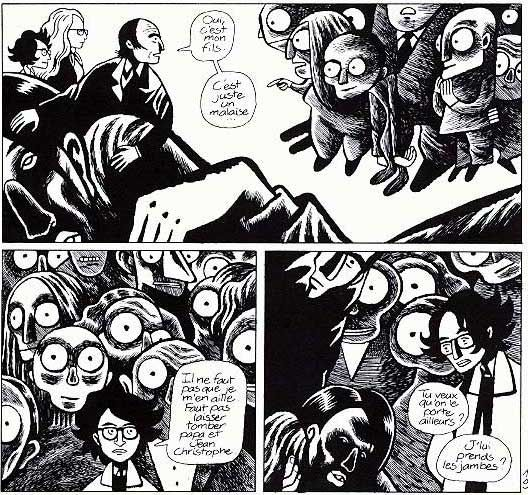 Oui,
c'est
mon
fils.
C'est
juste
un
malaise...
Il ne faut
pas que je
m'en aille.
Faut pas
laisser
tomber
papa et
Jean
Christophe
Tu veux
qu'on le
porte
ailleurs ?
J'lui
prends
les jambes ?